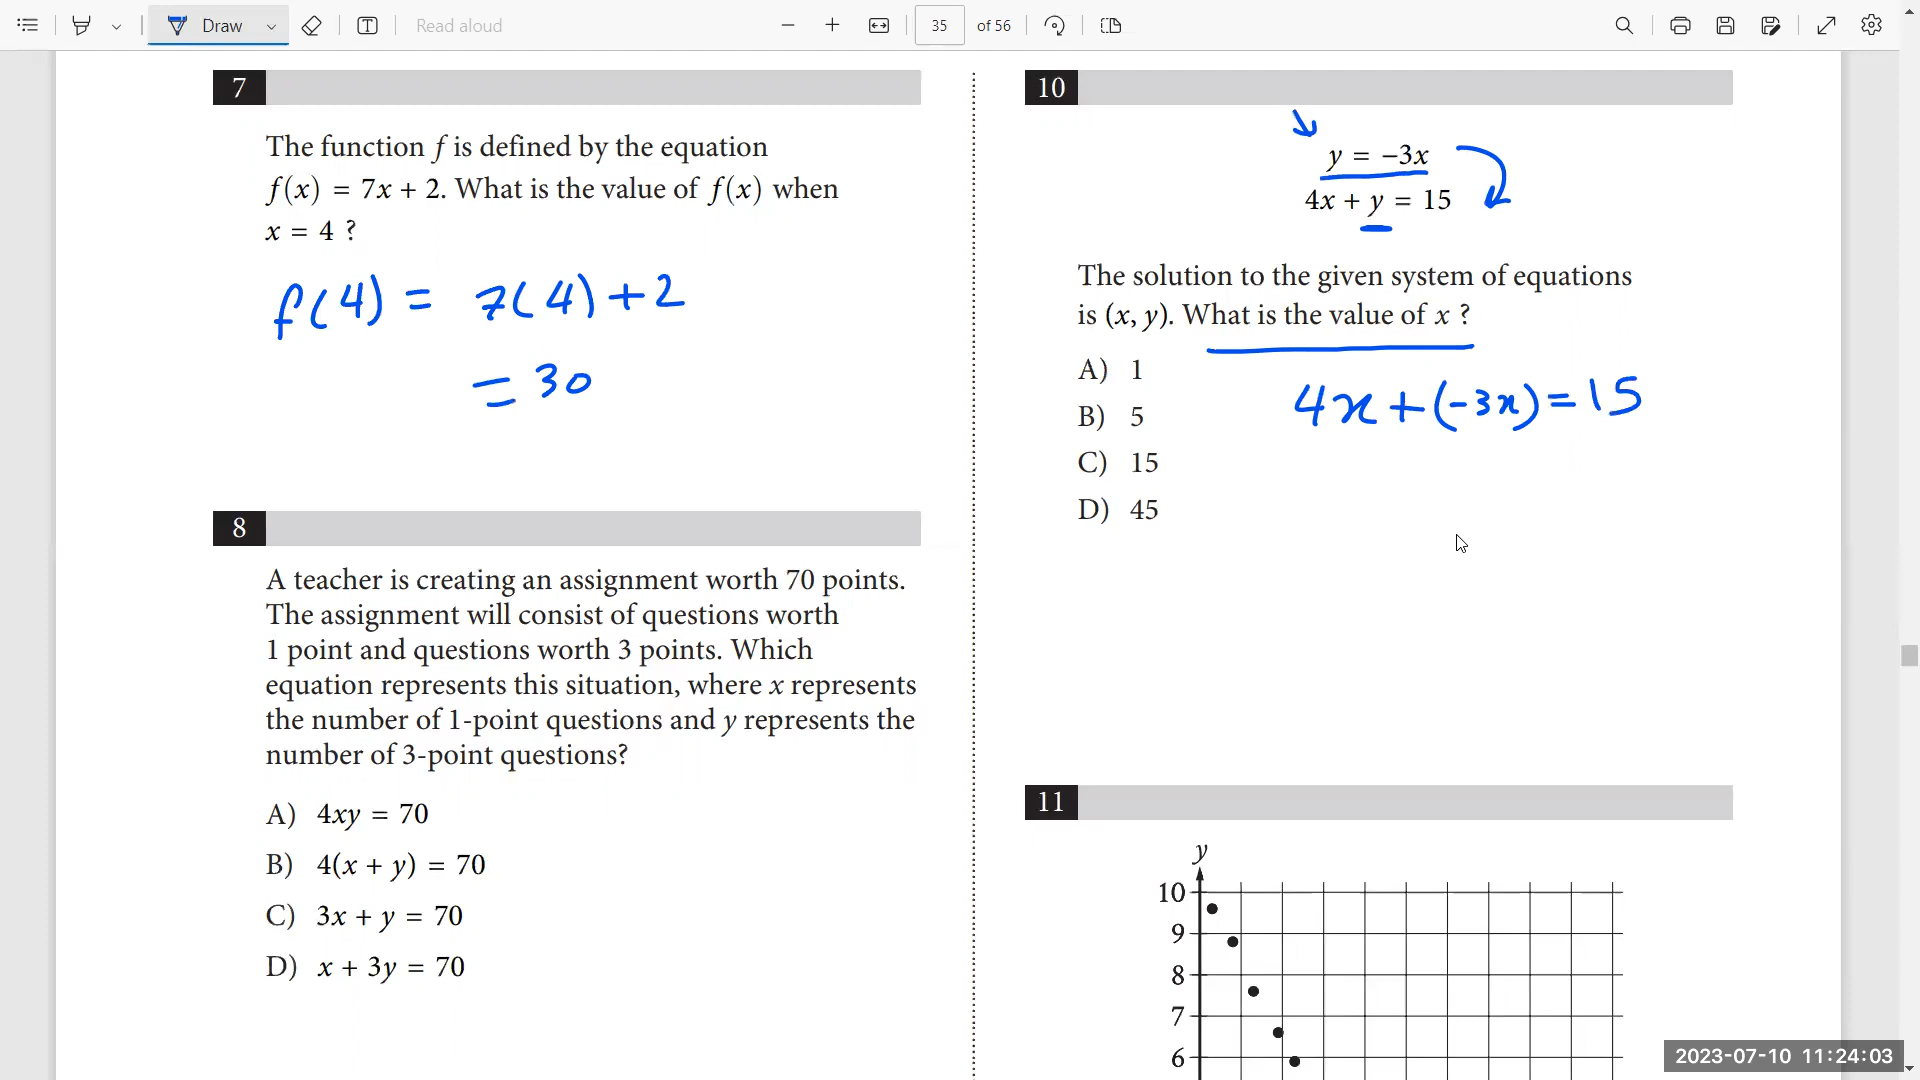 Draw
Read aloud
35
of 56
7
The function f is defined by the equation
f(x) = 7x + 2. What is the value of f(x) when
x = 4 ?
f(4) = 7(4)+2
= 30
8
A teacher is creating an assignment worth 70 points.
The assignment will consist of questions worth
1 point and questions worth 3 points. Which
equation represents this situation, where x represents
the number of 1-point questions and y represents the
number of 3-point questions?
A) 4xy = 70
B) 4(x + y) = 70
C) 3x + y = 70
D) x + 3y = 70
10
y = −3x
4x + y = 15
The solution to the given system of equations
is (x, y). What is the value of x ?
A) 1
B) 5
C) 15
D) 45
4x+(-3x)=15
11
y
10
9
8
7
6
2023-07-10 11:24:03